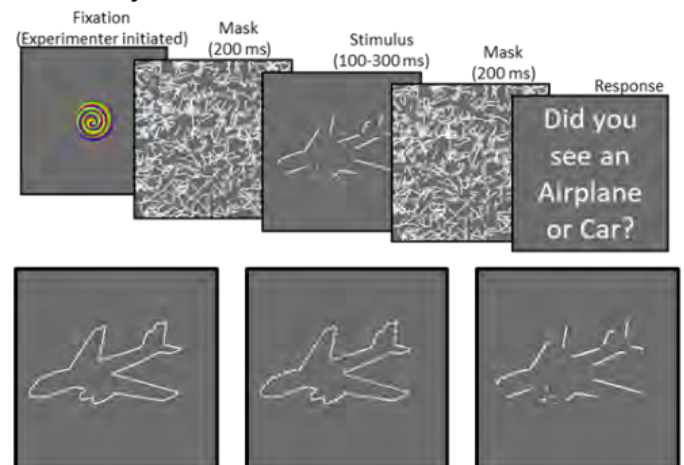 Fixation
(Experimenter initiated)
Mask
(200 ms)
Stimulus
(100-300 ms)
Mask
(200 ms)
Response
Did you
see an
Airplane
or Car?